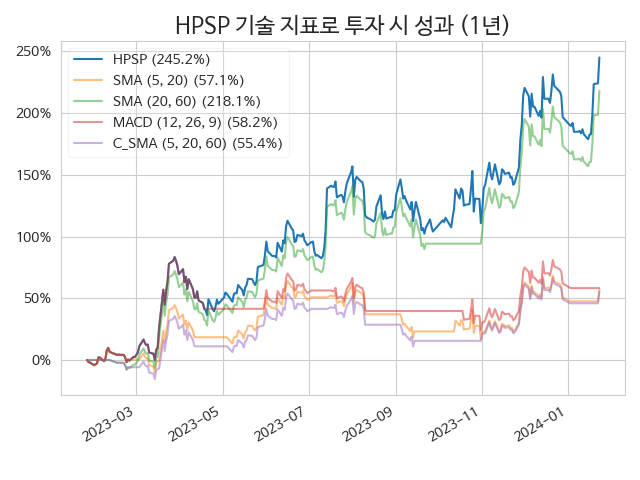 HPSP 기술 지표로 투자 시 성과 (1년)
250%
200%
150%
100%
50%
0%
HPSP (245.2%)
SMA (5, 20) (57.1%)
SMA (20, 60) (218.1%)
MACD (12, 26, 9) (58.2%)
C_SMA (5, 20, 60) (55.4%)
2023-03
2023-05
2023-07
2023-09
2023-11
2024-01